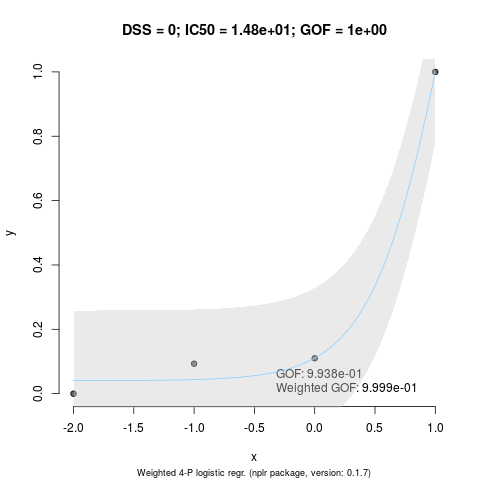 DSS = 0; IC50 = 1.48e+01; GOF = 1e+00
1.0
0.8
0.6
y
0.4
0.2
GOF: 9.938e-01
Weighted GOF: 9.999e-01
0.0
-2.0 -1.5 -1.0 -0.5 0.0 0.5 1.0
x
Weighted 4-P logistic regr. (nplr package, version: 0.1.7)